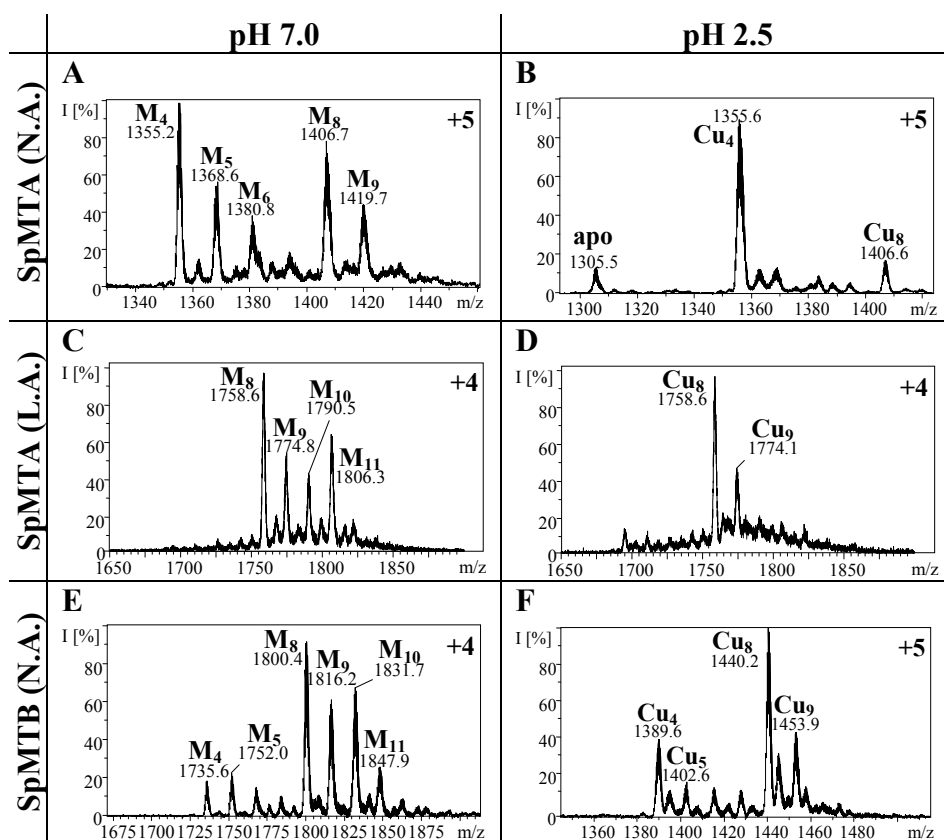 pH 7.0
pH 2.5
SpMTA (N.A.)
A
I [%]
80
60
40
20
0
M4
1355.2
M5
1368.6
M6
1380.8
M8
1406.7
M9
1419.7
+5
1340 1360 1380 1400 1420 1440 m/z
B
I [%]
80
60
40
20
0
apo
1305.5
Cu4
1355.6
Cu8
1406.6
+5
1300 1320 1340 1360 1380 1400 m/z
SpMTA (L.A.)
C
I [%]
80
60
40
20
0
M8
1758.6
M9
1774.8
M10
1790.5
M11
1806.3
+4
1650 1700 1750 1800 1850 m/z
D
I [%]
80
60
40
20
0
Cu8
1758.6
Cu9
1774.1
+4
1650 1700 1750 1800 1850 m/z
SpMTB (N.A.)
E
I [%]
80
60
40
20
0
M4
1735.6
M5
1752.0
M8
1800.4
M9
1816.2
M10
1831.7
M11
1847.9
+4
1675 1700 1725 1750 1775 1800 1825 1850 1875 m/z
F
I [%]
80
60
40
20
0
Cu4
1389.6
Cu5
1402.6
Cu8
1440.2
Cu9
1453.9
+5
1360 1380 1400 1420 1440 1460 1480 m/z